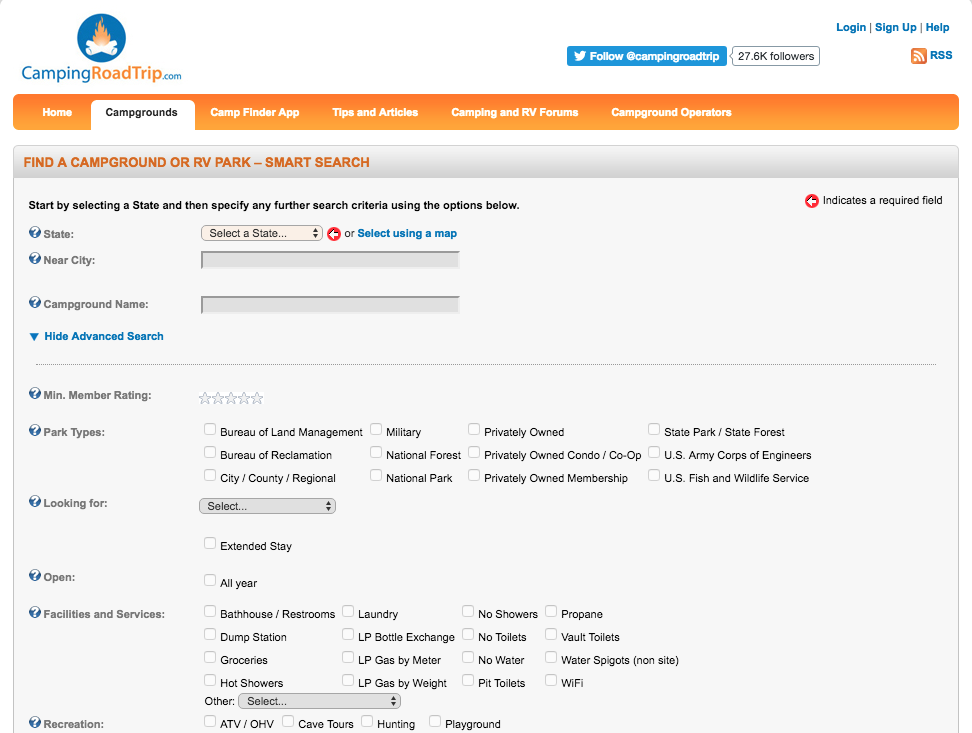 Login | Sign Up | Help
Follow @campingroadtrip 27.6K followers
RSS
CampingRoadTrip.com
Home Campgrounds Camp Finder App Tips and Articles Camping and RV Forums Campground Operators
FIND A CAMPGROUND OR RV PARK – SMART SEARCH
Indicates a required field
Start by selecting a State and then specify any further search criteria using the options below.
State: Select a State... or Select using a map
Near City:
Campground Name:
Hide Advanced Search
Min. Member Rating:
Park Types: Bureau of Land Management Military Privately Owned State Park / State Forest
Bureau of Reclamation National Forest Privately Owned Condo / Co-Op U.S. Army Corps of Engineers
City / County / Regional National Park Privately Owned Membership U.S. Fish and Wildlife Service
Looking for: Select...
Extended Stay
Open: All year
Facilities and Services: Bathhouse / Restrooms Laundry No Showers Propane
Dump Station LP Bottle Exchange No Toilets Vault Toilets
Groceries LP Gas by Meter No Water Water Spigots (non site)
Hot Showers LP Gas by Weight Pit Toilets WiFi
Other: Select...
Recreation: ATV / OHV Cave Tours Hunting Playground